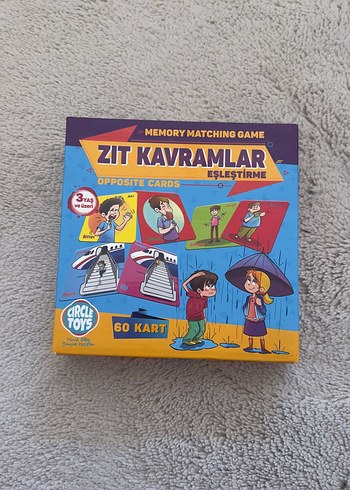 MEMORY MATCHING GAME
ZIT KAVRAMLAR
EŞLEŞTİRME
OPPOSITE CARDS
3 YAŞ
ve üzeri
CIRCLE
TOYS
60 KART